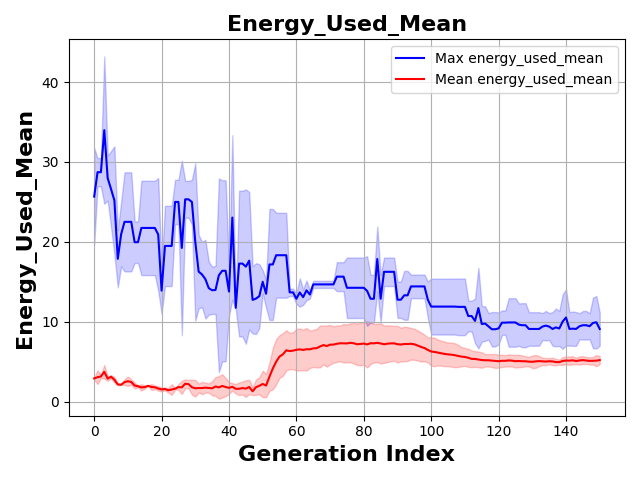 Energy_Used_Mean
Max energy_used_mean
Mean energy_used_mean
Energy_Used_Mean
40
30
20
10
0
0 20 40 60 80 100 120 140
Generation Index